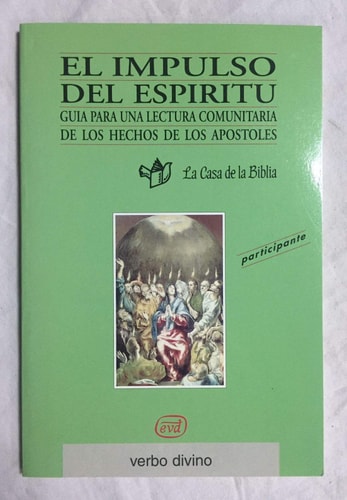 EL IMPULSO
DEL ESPIRITU
GUIA PARA UNA LECTURA COMUNITARIA
DE LOS HECHOS DE LOS APOSTOLES
La Casa de la Biblia
participante
evd
verbo divino